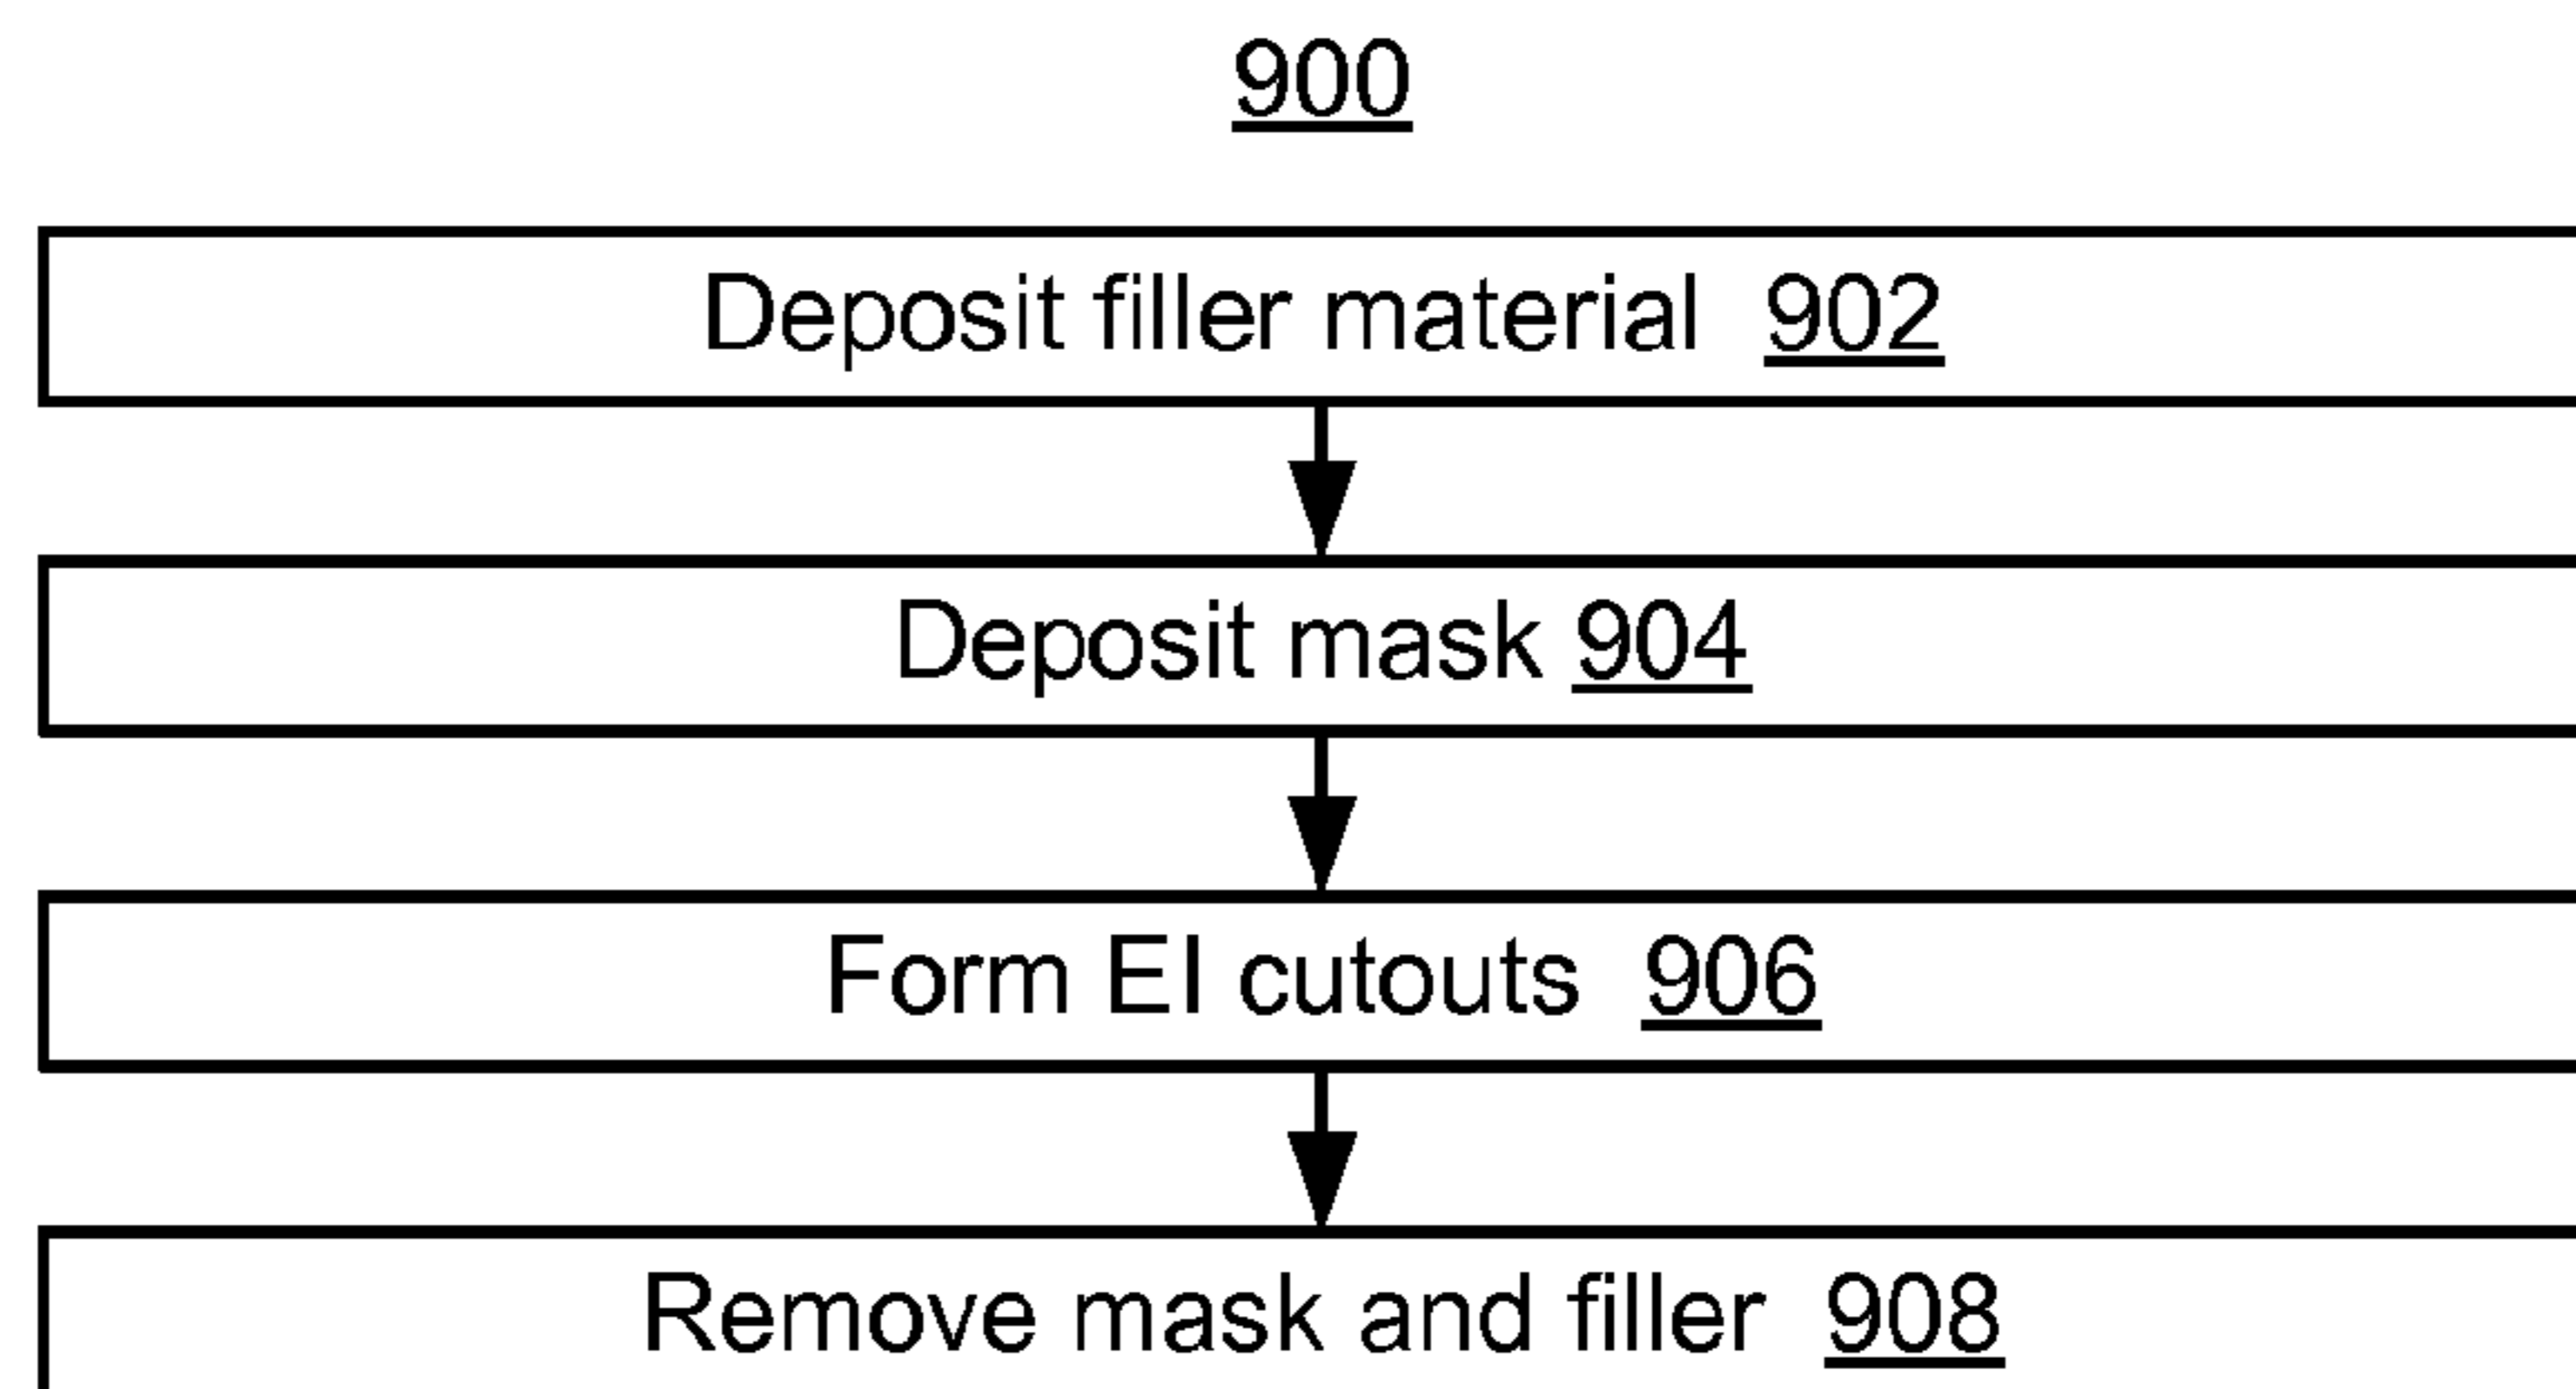 900
Deposit filler material 902
Deposit mask 904
Form EI cutouts 906
Remove mask and filler 908